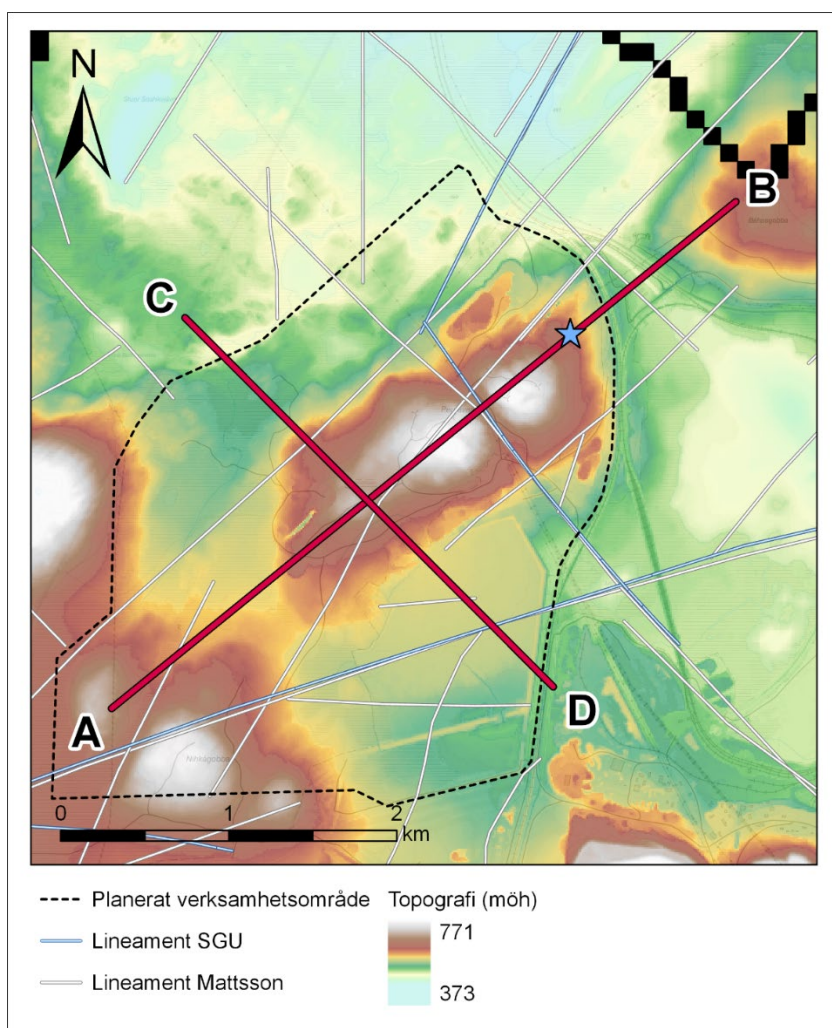 N
B
C
A
D
0
1
2
km
Planerat verksamhetsområde
Lineament SGU
Lineament Mattsson
Topografi (möh)
771
373